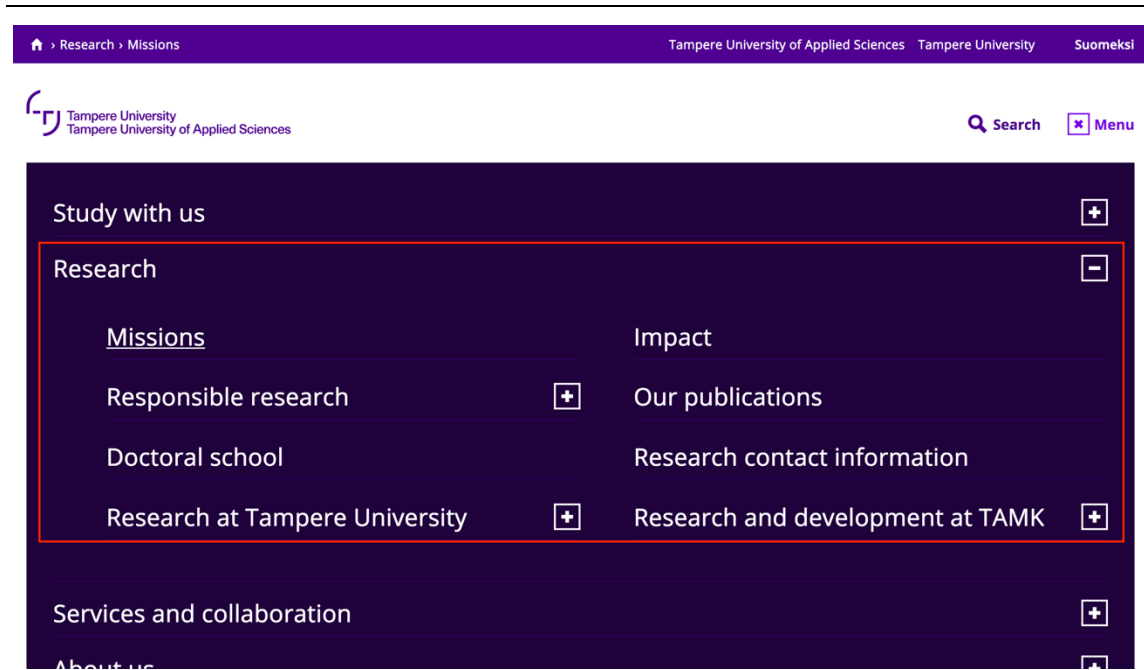 › Research › Missions
Tampere University of Applied Sciences Tampere University Suomeksi
Tampere University
Tampere University of Applied Sciences
Search
Menu
Study with us
Research
Missions
Impact
Responsible research
Our publications
Doctoral school
Research contact information
Research at Tampere University
Research and development at TAMK
Services and collaboration
About us